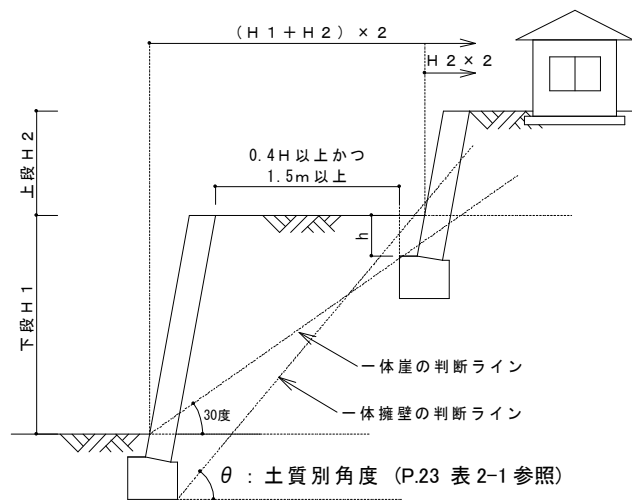 (H1+H2)×2
H2×2
上段H2
0.4H以上かつ
1.5m以上
h
下段H1
一体崖の判断ライン
一体擁壁の判断ライン
30度
θ : 土質別角度 (P.23 表2-1参照)